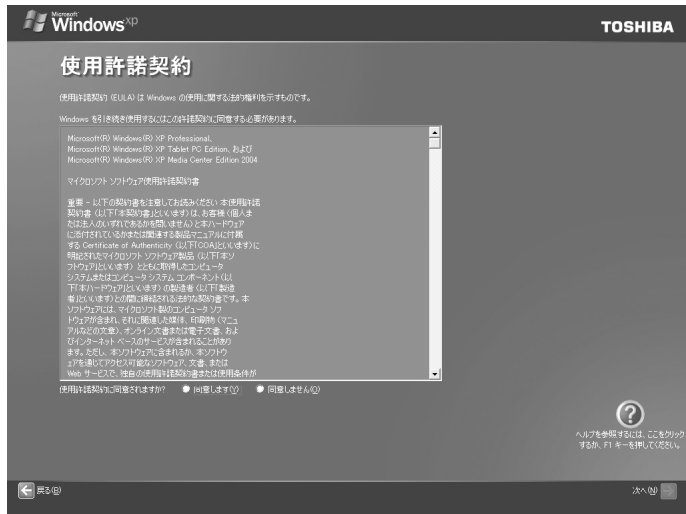 Microsoft
Windows xp
TOSHIBA
使用許諾契約
使用許諾契約 (EULA) は Windows の使用に関する法的権利を示すものです。
Windows を引き続き使用するにはこの許諾契約に同意する必要があります。
Microsoft(R) Windows(R) XP Professional,
Microsoft(R) Windows(R) XP Tablet PC Edition, および
Microsoft(R) Windows(R) XP Media Center Edition 2004
マイクロソフト ソフトウェア使用許諾契約書
重要 - 以下の契約書を注意してお読みください 本使用許諾
契約書 (以下「本契約書」といいます) は、お客様 (個人ま
たは法人のいずれであるかを問いません) と本ハードウェア
に添付されているかまたは関連する製品マニュアルに付属
する Certificate of Authenticity (以下「COA」といいます) に
明記されたマイクロソフト ソフトウェア製品 (以下「本ソ
フトウェア」といいます) とともに取得したコンピュータ
システムまたはコンピュータ システム コンポーネント (以
下「本ハードウェア」といいます) の製造者 (以下「製造
者」といいます) との間に締結される法的な契約書です。本
ソフトウェアには、マイクロソフト製のコンピュータ ソフ
トウェアが含まれ、それに関連した媒体、印刷物 (マニュ
アルなどの文書)、オンライン文書または電子文書、およ
びインターネット ベースのサービスが含まれることがあり
ます。ただし、本ソフトウェアに含まれるか、本ソフトウ
ェアを通じてアクセス可能なソフトウェア、文書、または
Web サービスで、独自の使用許諾契約書または使用条件が
使用許諾契約に同意されますか? 同意します(Y) 同意しません(O)
ヘルプを参照するには、ここをクリック
するか、F1 キーを押してください。
戻る(B)
次へ(N)